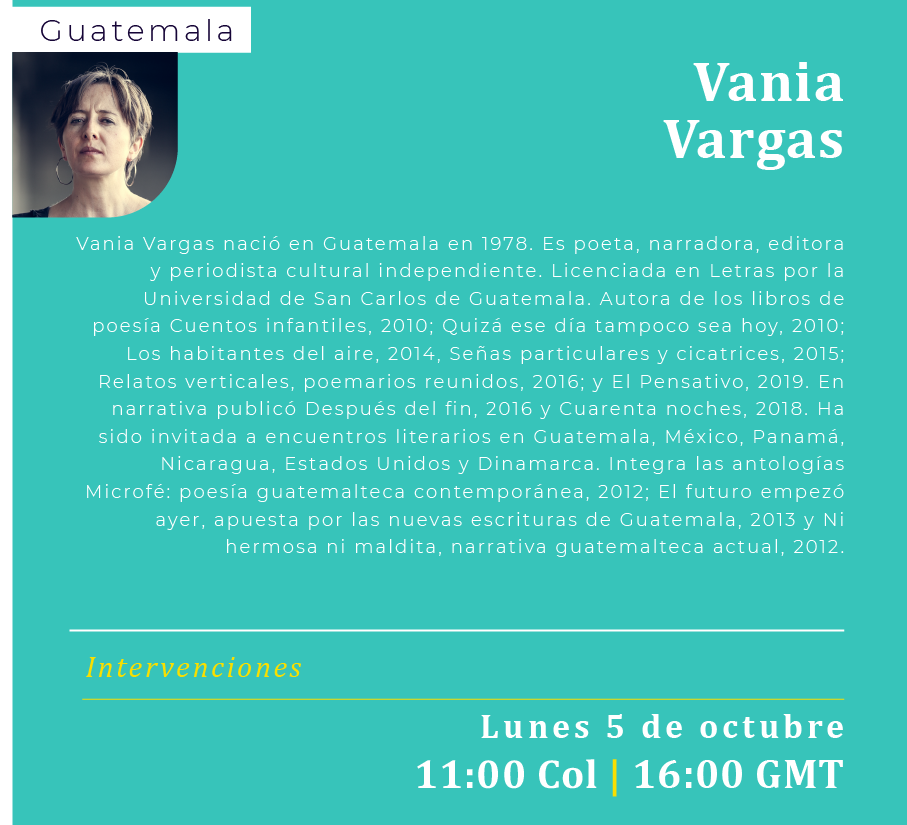 Guatemala
Vania
Vargas
Vania Vargas nació en Guatemala en 1978. Es poeta, narradora, editora
y periodista cultural independiente. Licenciada en Letras por la
Universidad de San Carlos de Guatemala. Autora de los libros de
poesía Cuentos infantiles, 2010; Quizá ese día tampoco sea hoy, 2010;
Los habitantes del aire, 2014, Señas particulares y cicatrices, 2015;
Relatos verticales, poemarios reunidos, 2016; y El Pensativo, 2019. En
narrativa publicó Después del fin, 2016 y Cuarenta noches, 2018. Ha
sido invitada a encuentros literarios en Guatemala, México, Panamá,
Nicaragua, Estados Unidos y Dinamarca. Integra las antologías
Microfé: poesía guatemalteca contemporánea, 2012; El futuro empezó
ayer, apuesta por las nuevas escrituras de Guatemala, 2013 y Ni
hermosa ni maldita, narrativa guatemalteca actual, 2012.
Intervenciones
Lunes 5 de octubre
11:00 Col | 16:00 GMT